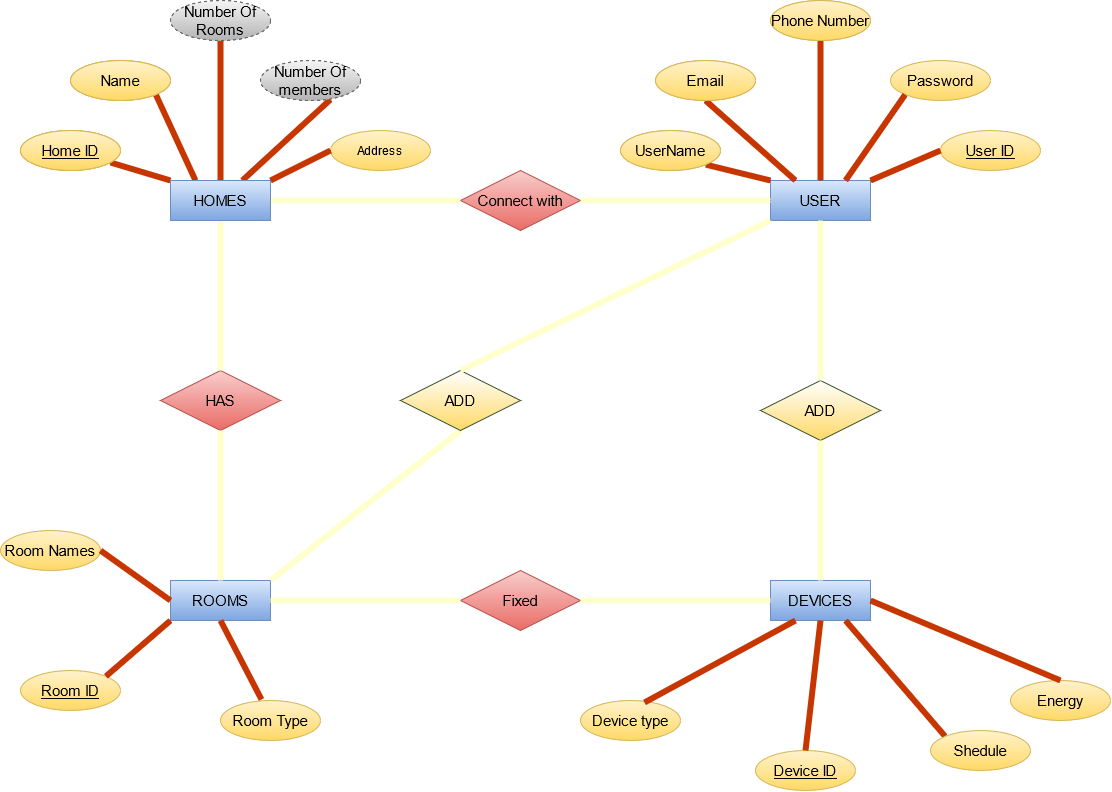 Number Of
Rooms
Phone Number
Number Of
members
Name
Email
Password
Home ID
Address
UserName
User ID
HOMES
Connect with
USER
HAS
ADD
ADD
Room Names
ROOMS
Fixed
DEVICES
Room ID
Room Type
Device type
Energy
Shedule
Device ID